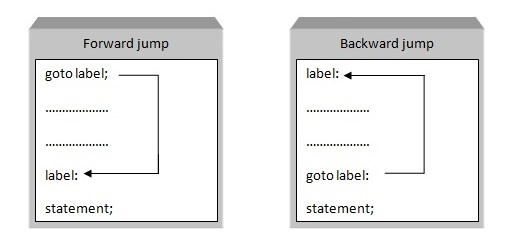 Forward jump
goto label;
...................
...................
label:
statement;
Backward jump
label:
...................
...................
goto label:
statement;